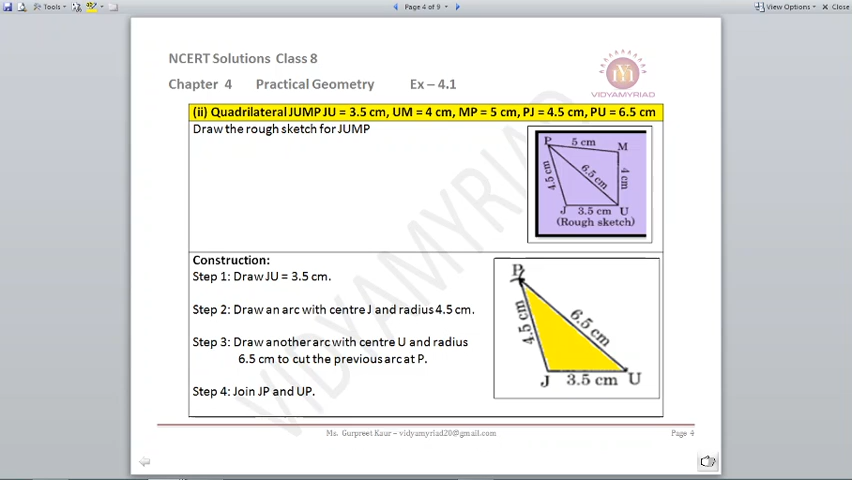 Tools
Page 4 of 9
View Options
Close
NCERT Solutions Class 8
Chapter 4 Practical Geometry Ex – 4.1
VIDYAMYRIAD
(ii) Quadrilateral JUMP JU = 3.5 cm, UM = 4 cm, MP = 5 cm, PJ = 4.5 cm, PU = 6.5 cm
Draw the rough sketch for JUMP
P 5 cm M
4.5 cm 6.5 cm 4 cm
J 3.5 cm U
(Rough sketch)
Construction:
Step 1: Draw JU = 3.5 cm.
Step 2: Draw an arc with centre J and radius 4.5 cm.
Step 3: Draw another arc with centre U and radius
6.5 cm to cut the previous arc at P.
Step 4: Join JP and UP.
P
4.5 cm 6.5 cm
J 3.5 cm U
VIDYAMYRIAD
Ms. Gurpreet Kaur – vidyamyriad20@gmail.com Page 4